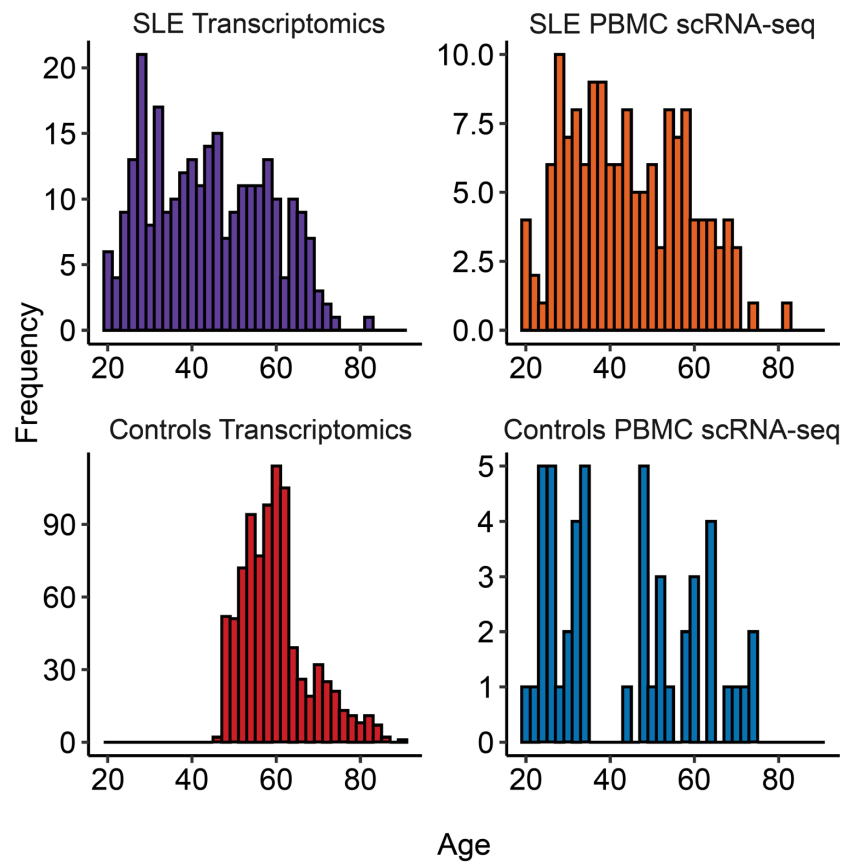 SLE Transcriptomics
20
15
10
5
0
20 40 60 80
SLE PBMC scRNA-seq
10.0
7.5
5.0
2.5
0.0
20 40 60 80
Frequency
Controls Transcriptomics
90
60
30
0
20 40 60 80
Controls PBMC scRNA-seq
5
4
3
2
1
0
20 40 60 80
Age